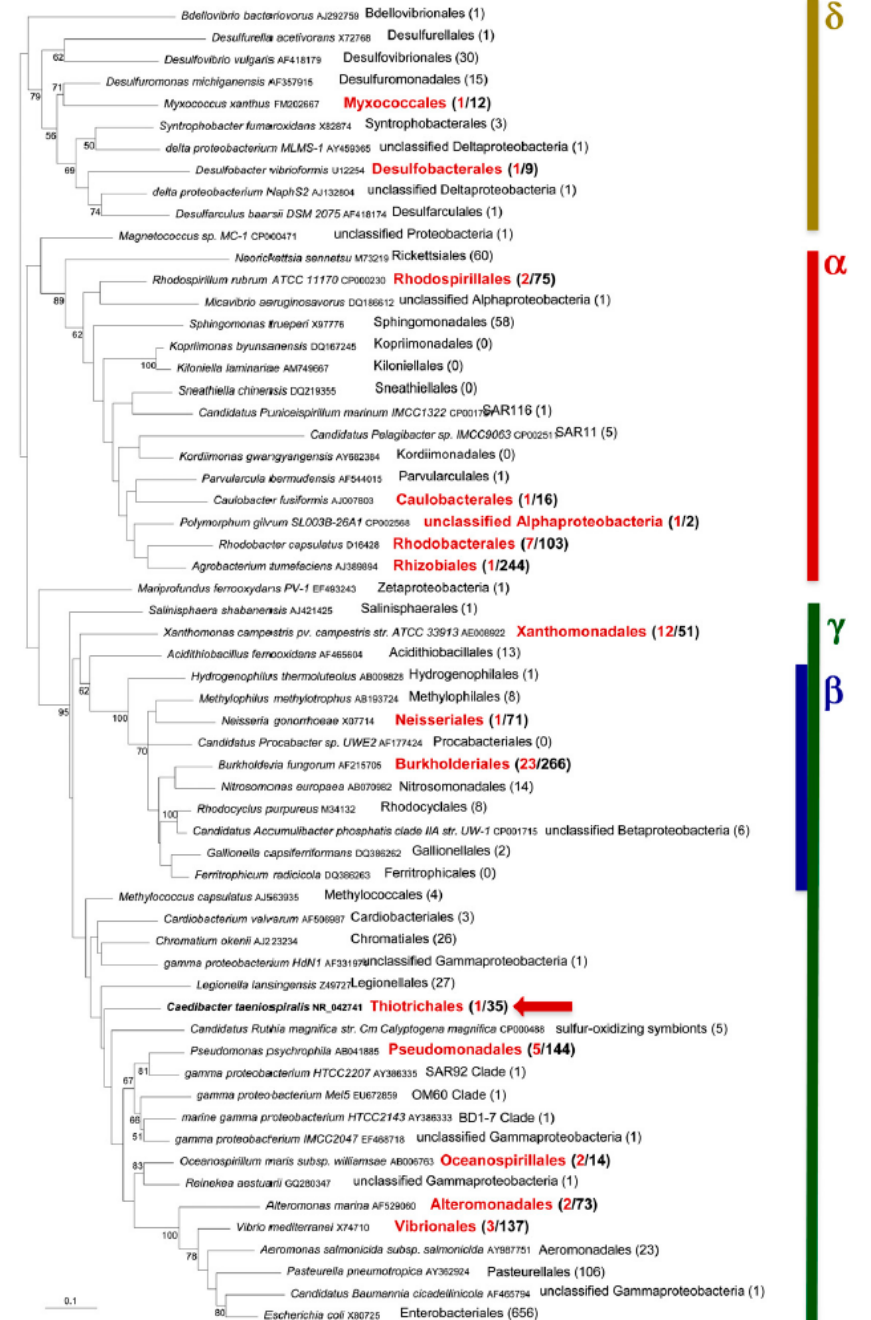 Bdellovibrio bacteriovorus AJ292759 Bdellovibrionales (1)
δ
Desulfurella acetivorans X72768 Desulfurellales (1)
62
Desulfovibrio vulgaris AF418179 Desulfovibrionales (30)
Desulfuromonas michiganensis AF357915 Desulfuromonadales (15)
71
79
Myxococcus xanthus FM202667 Myxococcales (1/12)
Syntrophobacter fumaroxidans X82874 Syntrophobacterales (3)
56
50
delta proteobacterium MLMS-1 AY459365 unclassified Deltaproteobacteria (1)
69
Desulfobacter vibrioformis U12254 Desulfobacterales (1/9)
delta proteobacterium NaphS2 AJ132804 unclassified Deltaproteobacteria (1)
74
Desulfarculus baarsii DSM 2075 AF418174 Desulfarculales (1)
Magnetococcus sp. MC-1 CP000471 unclassified Proteobacteria (1)
Neorickettsia sennetsu M73219 Rickettsiales (60)
α
Rhodospirillum rubrum ATCC 11170 CP000230 Rhodospirillales (2/75)
89
Micavibrio aeruginosavorus DQ186612 unclassified Alphaproteobacteria (1)
Sphingomonas trueperi X97776 Sphingomonadales (58)
62
Kopriimonas byunsanensis DQ167245 Kopriimonadales (0)
100
Kiloniella laminariae AM749667 Kiloniellales (0)
Sneathiella chinensis DQ219355 Sneathiellales (0)
Candidatus Puniceispirillum marinum IMCC1322 SAR116 (1)
Candidatus Pelagibacter sp. IMCC9063 SAR11 (5)
Kordiimonas gwangyangensis AY682384 Kordiimonadales (0)
Parvularcula bermudensis AF544015 Parvularculales (1)
Caulobacter fusiformis AJ007803 Caulobacterales (1/16)
Polymorphum gilvum SL003B-26A1 CP002568 unclassified Alphaproteobacteria (1/2)
Rhodobacter capsulatus D16428 Rhodobacterales (7/103)
Agrobacterium tumefaciens AJ389894 Rhizobiales (1/244)
Mariprofundus ferrooxydans PV-1 EF493243 Zetaproteobacteria (1)
Salinisphaera shabanensis AJ421425 Salinisphaerales (1)
γ
Xanthomonas campestris pv. campestris str. ATCC 33913 AE008922 Xanthomonadales (12/51)
Acidithiobacillus ferrooxidans AF465604 Acidithiobacillales (13)
Hydrogenophilus thermoluteolus AB009828 Hydrogenophilales (1)
62
β
Methylophilus methylotrophus AB193724 Methylophilales (8)
95
100
Neisseria gonorrhoeae X07714 Neisseriales (1/71)
Candidatus Procabacter sp. UWE2 AF177424 Procabacteriales (0)
70
Burkholderia fungorum AF215705 Burkholderiales (23/266)
Nitrosomonas europaea AB070982 Nitrosomonadales (14)
Rhodocyclus purpureus M34132 Rhodocyclales (8)
100
Candidatus Accumulibacter phosphatis clade IIA str. UW-1 CP001715 unclassified Betaproteobacteria (6)
Gallionella capsiferriformans DQ386262 Gallionellales (2)
Ferritrophicum radicicola DQ386263 Ferritrophicales (0)
Methylococcus capsulatus AJ563935 Methylococcales (4)
Cardiobacterium valvarum AF506987 Cardiobacteriales (3)
Chromatium okenii AJ223234 Chromatiales (26)
gamma proteobacterium HdN1 unclassified Gammaproteobacteria (1)
Legionella lansingensis Z49727 Legionellales (27)
Caedibacter taeniospiralis NR_042741 Thiotrichales (1/35)
Candidatus Ruthia magnifica str. Cm Calyptogena magnifica CP000488 sulfur-oxidizing symbionts (5)
Pseudomonas psychrophila AB041885 Pseudomonadales (5/144)
81
gamma proteobacterium HTCC2207 AY386335 SAR92 Clade (1)
67
gamma proteobacterium Mel5 EU672859 OM60 Clade (1)
66
marine gamma proteobacterium HTCC2143 AY386333 BD1-7 Clade (1)
51
gamma proteobacterium IMCC2047 EF468718 unclassified Gammaproteobacteria (1)
83
Oceanospirillum maris subsp. williamsae AB006763 Oceanospirillales (2/14)
Reinekea aestuarii GQ280347 unclassified Gammaproteobacteria (1)
Alteromonas marina AF529060 Alteromonadales (2/73)
Vibrio mediterranei X74710 Vibrionales (3/137)
100
Aeromonas salmonicida subsp. salmonicida AY987751 Aeromonadales (23)
78
Pasteurella pneumotropica AY362924 Pasteurellales (106)
Candidatus Baumannia cicadellinicola AF465794 unclassified Gammaproteobacteria (1)
0.1
80
Escherichia coli X80725 Enterobacteriales (656)